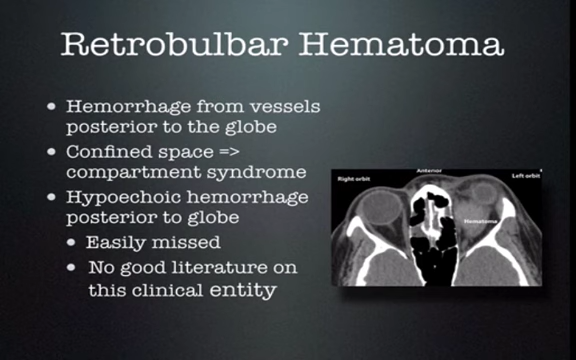 Retrobulbar Hematoma
• Hemorrhage from vessels
posterior to the globe
• Confined space =>
compartment syndrome
• Hypoechoic hemorrhage
posterior to globe
• Easily missed
• No good literature on
this clinical entity
Anterior
Right orbit
Left orbit
Hematoma